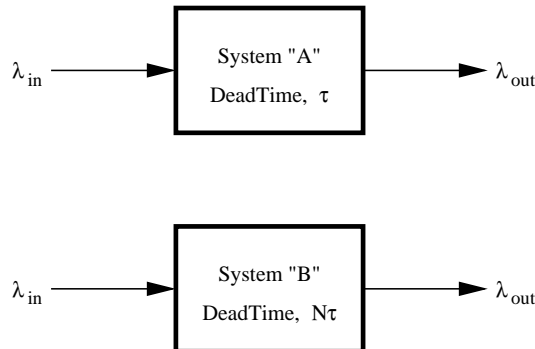 λin
System "A"
DeadTime, τ
λout
λin
System "B"
DeadTime, Nτ
λout